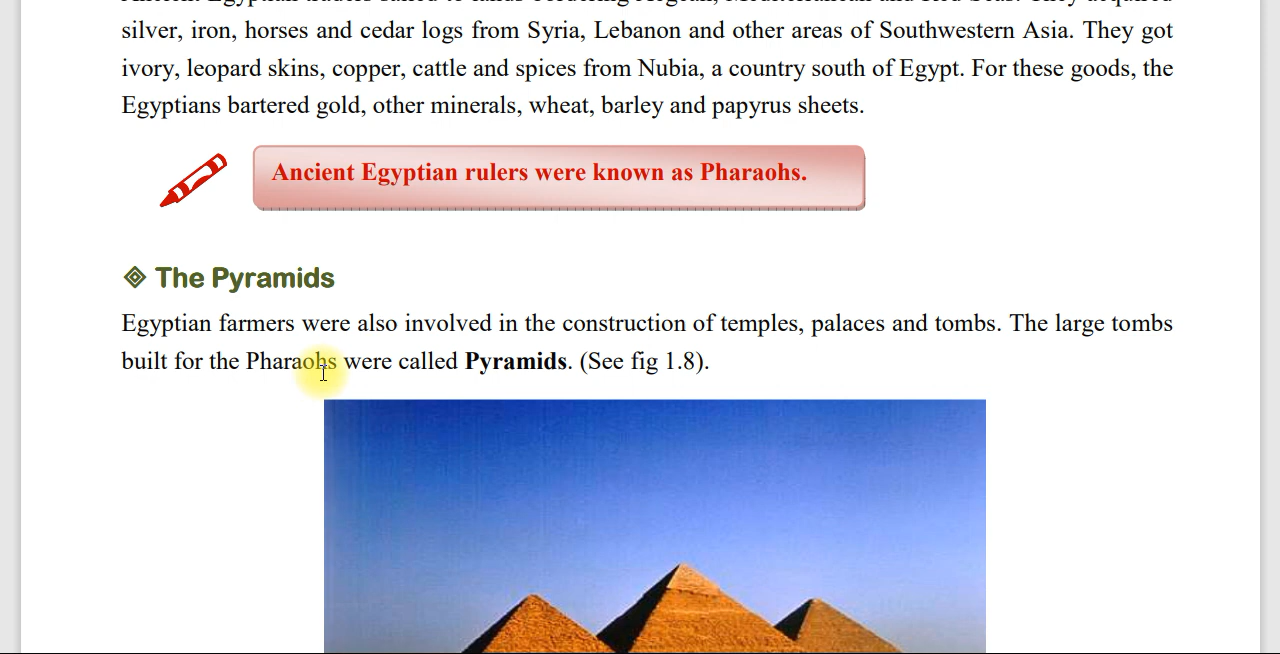 silver, iron, horses and cedar logs from Syria, Lebanon and other areas of Southwestern Asia. They got
ivory, leopard skins, copper, cattle and spices from Nubia, a country south of Egypt. For these goods, the
Egyptians bartered gold, other minerals, wheat, barley and papyrus sheets.
Ancient Egyptian rulers were known as Pharaohs.
The Pyramids
Egyptian farmers were also involved in the construction of temples, palaces and tombs. The large tombs
built for the Pharaohs were called Pyramids. (See fig 1.8).